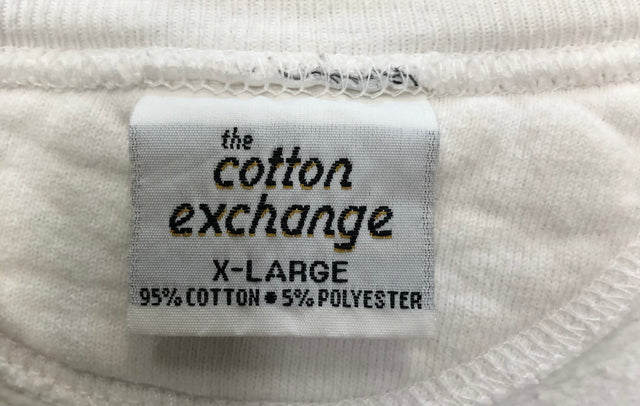 the
cotton
exchange
X-LARGE
95% COTTON • 5% POLYESTER